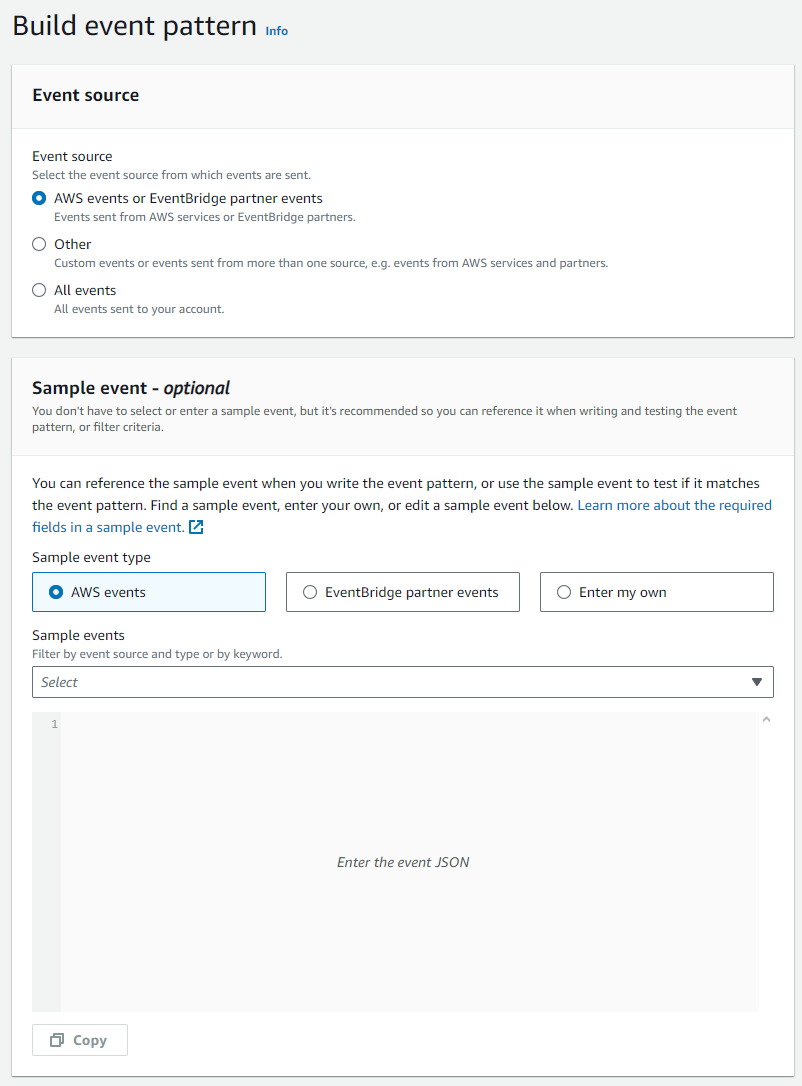 Build event pattern Info
Event source
Event source
Select the event source from which events are sent.
AWS events or EventBridge partner events
Events sent from AWS services or EventBridge partners.
Other
Custom events or events sent from more than one source, e.g. events from AWS services and partners.
All events
All events sent to your account.
Sample event - optional
You don't have to select or enter a sample event, but it's recommended so you can reference it when writing and testing the event
pattern, or filter criteria.
You can reference the sample event when you write the event pattern, or use the sample event to test if it matches
the event pattern. Find a sample event, enter your own, or edit a sample event below. Learn more about the required
fields in a sample event.
Sample event type
AWS events EventBridge partner events Enter my own
Sample events
Filter by event source and type or by keyword.
Select
1
Enter the event JSON
Copy